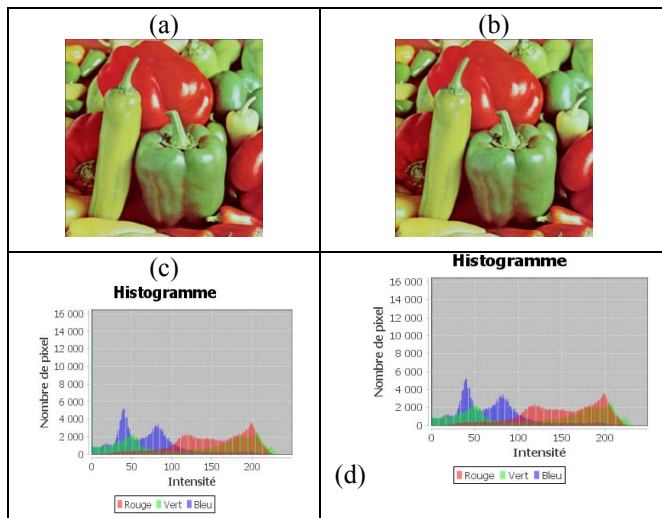 (a)
(b)
(c)
Histogramme
16 000
14 000
12 000
10 000
8 000
6 000
4 000
2 000
0
Nombre de pixel
0 50 100 150 200
Intensité
Rouge Vert Bleu
Histogramme
16 000
14 000
12 000
10 000
8 000
6 000
4 000
2 000
0
Nombre de pixel
0 50 100 150 200
Intensité
Rouge Vert Bleu
(d)